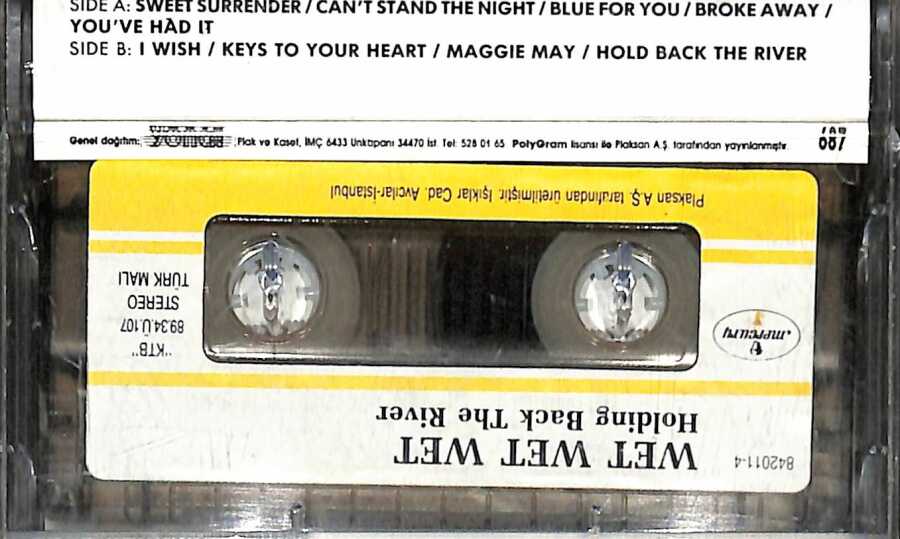 SIDE A: SWEET SURRENDER / CAN'T STAND THE NIGHT / BLUE FOR YOU / BROKE AWAY /
YOU'VE HAD IT
SIDE B: I WISH / KEYS TO YOUR HEART / MAGGIE MAY / HOLD BACK THE RIVER
Genel dağıtım: Plak ve Kaset, İMÇ 6433 Unkapanı 34470 İst Tel: 528 01 65 PolyGram lisansı ile Plaksan A.Ş. tarafından yayınlanmıştır.
842011-4
WET WET WET
Holding Back The River
mercury
"KTB"
89.34.Ü.107
STEREO
TÜRK MALI
Plaksan A.Ş. tarafından üretilmiştir. Işıklar Cad. Avcılar-İstanbul